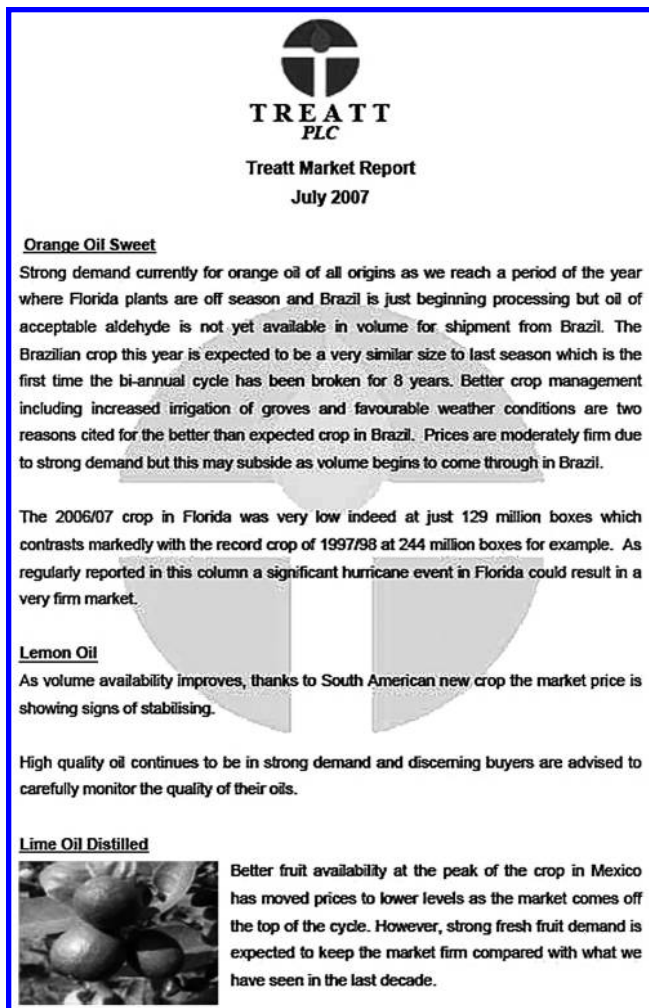 TREATT
PLC
Treatt Market Report
July 2007
Orange Oil Sweet
Strong demand currently for orange oil of all origins as we reach a period of the year
where Florida plants are off season and Brazil is just beginning processing but oil of
acceptable aldehyde is not yet available in volume for shipment from Brazil. The
Brazilian crop this year is expected to be a very similar size to last season which is the
first time the bi-annual cycle has been broken for 8 years. Better crop management
including increased irrigation of groves and favourable weather conditions are two
reasons cited for the better than expected crop in Brazil. Prices are moderately firm due
to strong demand but this may subside as volume begins to come through in Brazil.
The 2006/07 crop in Florida was very low indeed at just 129 million boxes which
contrasts markedly with the record crop of 1997/98 at 244 million boxes for example. As
regularly reported in this column a significant hurricane event in Florida could result in a
very firm market.
Lemon Oil
As volume availability improves, thanks to South American new crop the market price is
showing signs of stabilising.
High quality oil continues to be in strong demand and discerning buyers are advised to
carefully monitor the quality of their oils.
Lime Oil Distilled
Better fruit availability at the peak of the crop in Mexico
has moved prices to lower levels as the market comes off
the top of the cycle. However, strong fresh fruit demand is
expected to keep the market firm compared with what we
have seen in the last decade.